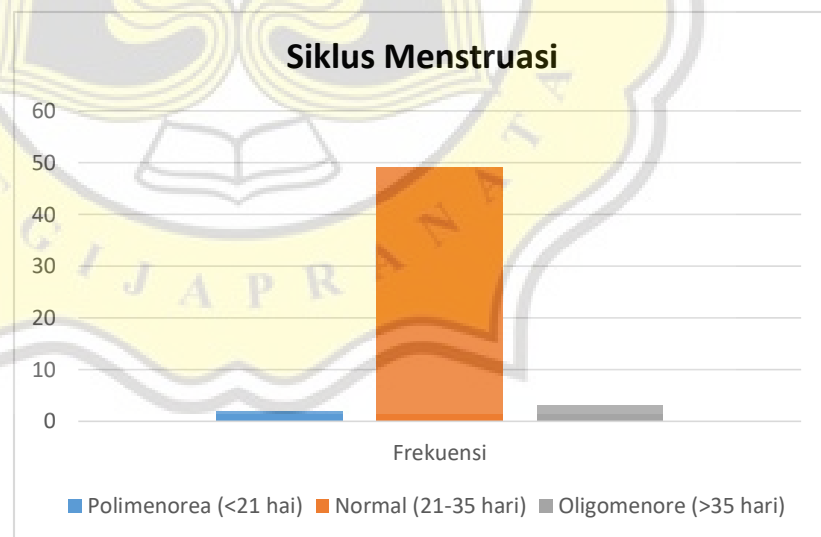 Siklus Menstruasi
60
50
40
30
20
10
0
GIJAPRANATA
Frekuensi
Polimenorea (<21 hai) Normal (21-35 hari) Oligomenore (>35 hari)